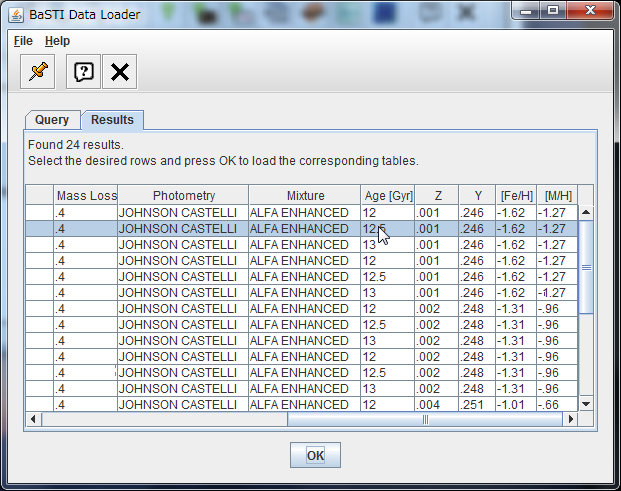 BaSTI Data Loader
File Help
Query Results
Found 24 results.
Select the desired rows and press OK to load the corresponding tables.
Mass Loss Photometry Mixture Age [Gyr] Z Y [Fe/H] [M/H]
.4 JOHNSON CASTELLI ALFA ENHANCED 12 .001 .246 -1.62 -1.27
.4 JOHNSON CASTELLI ALFA ENHANCED 12.5 .001 .246 -1.62 -1.27
.4 JOHNSON CASTELLI ALFA ENHANCED 13 .001 .246 -1.62 -1.27
.4 JOHNSON CASTELLI ALFA ENHANCED 12 .001 .246 -1.62 -1.27
.4 JOHNSON CASTELLI ALFA ENHANCED 12.5 .001 .246 -1.62 -1.27
.4 JOHNSON CASTELLI ALFA ENHANCED 13 .001 .246 -1.62 -1.27
.4 JOHNSON CASTELLI ALFA ENHANCED 12 .002 .248 -1.31 -.96
.4 JOHNSON CASTELLI ALFA ENHANCED 12.5 .002 .248 -1.31 -.96
.4 JOHNSON CASTELLI ALFA ENHANCED 13 .002 .248 -1.31 -.96
.4 JOHNSON CASTELLI ALFA ENHANCED 12 .002 .248 -1.31 -.96
.4 JOHNSON CASTELLI ALFA ENHANCED 12.5 .002 .248 -1.31 -.96
.4 JOHNSON CASTELLI ALFA ENHANCED 13 .002 .248 -1.31 -.96
.4 JOHNSON CASTELLI ALFA ENHANCED 12 .004 .251 -1.01 -.66
OK